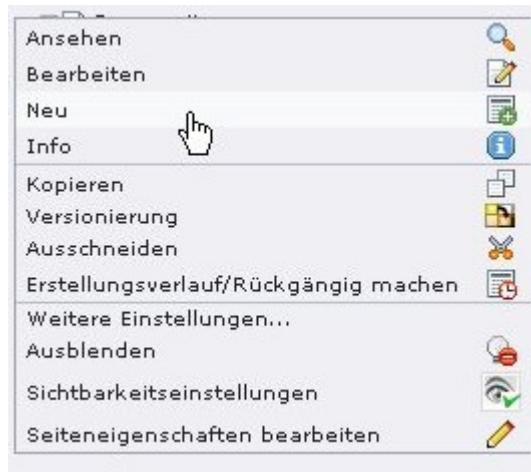 Ansehen
Bearbeiten
Neu
Info
Kopieren
Versionierung
Ausschneiden
Erstellungsverlauf/Rückgängig machen
Weitere Einstellungen...
Ausblenden
Sichtbarkeitseinstellungen
Seiteneigenschaften bearbeiten